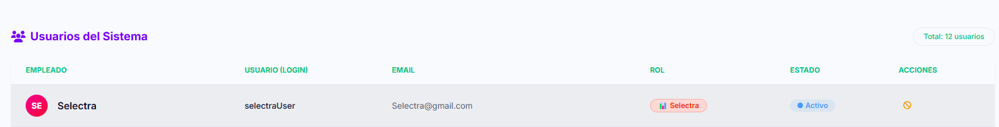 Usuarios del Sistema
Total: 12 usuarios
EMPLEADO USUARIO (LOGIN) EMAIL ROL ESTADO ACCIONES
SE Selectra selectraUser Selectra@gmail.com Selectra Activo